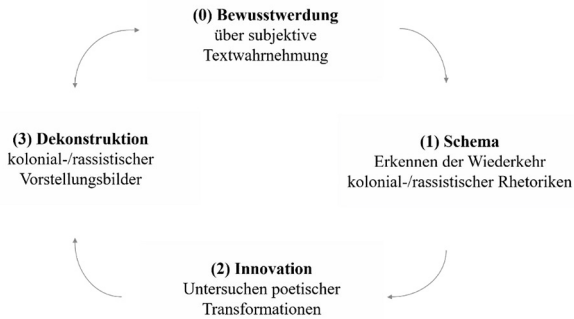 (0) Bewusstwerdung
über subjektive
Textwahrnehmung
(1) Schema
Erkennen der Wiederkehr
kolonial-/rassistischer Rhetoriken
(2) Innovation
Untersuchen poetischer
Transformationen
(3) Dekonstruktion
kolonial-/rassistischer
Vorstellungsbilder